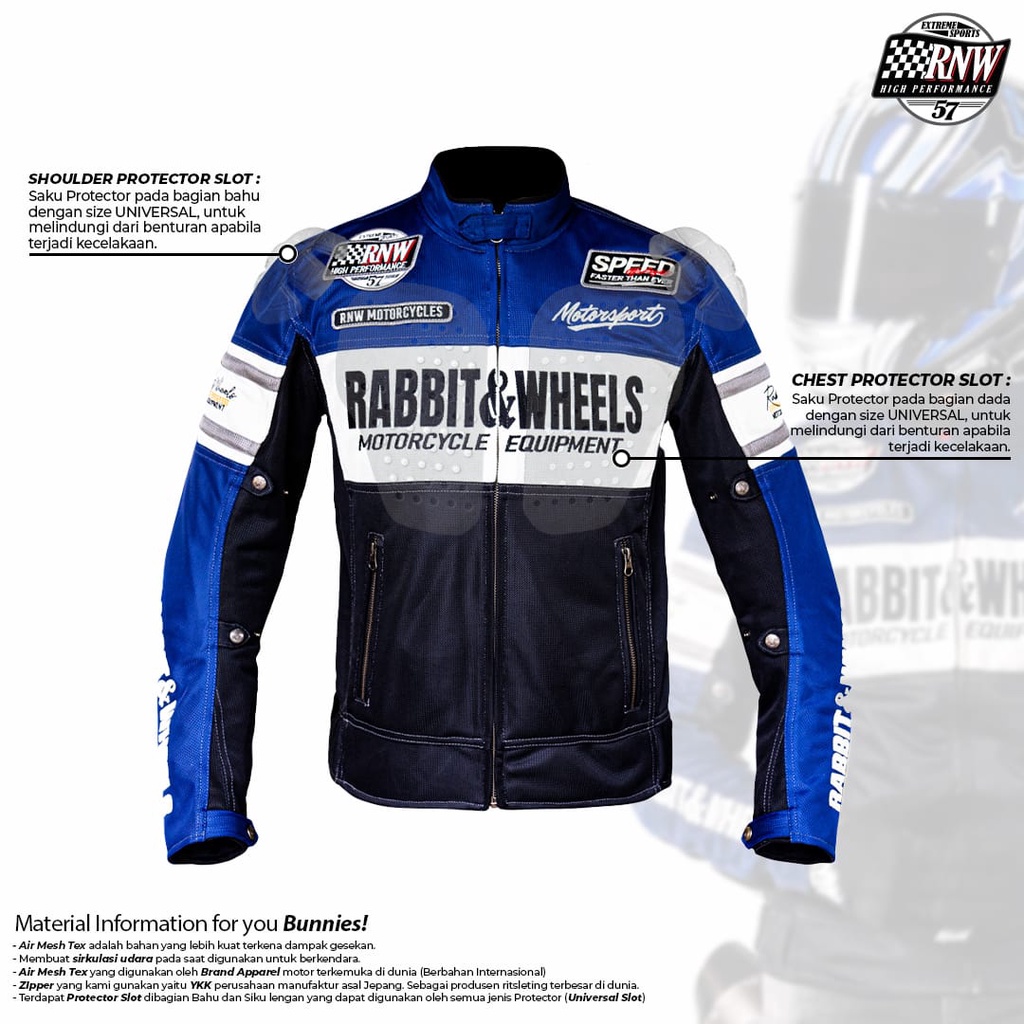 EXTREME SPORTS
RNW
HIGH PERFORMANCE
57
SHOULDER PROTECTOR SLOT :
Saku Protector pada bagian bahu
dengan size UNIVERSAL, untuk
melindungi dari benturan apabila
terjadi kecelakaan.
RNW
HIGH PERFORMANCE
57
SPEED
FASTER THAN EVER
RNW MOTORCYCLES
Motorsport
RABBIT&WHEELS
MOTORCYCLE EQUIPMENT
CHEST PROTECTOR SLOT :
Saku Protector pada bagian dada
dengan size UNIVERSAL, untuk
melindungi dari benturan apabila
terjadi kecelakaan.
RABBIT &
Material Information for you Bunnies!
- Air Mesh Tex adalah bahan yang lebih kuat terkena dampak gesekan.
- Membuat sirkulasi udara pada saat digunakan untuk berkendara.
- Air Mesh Tex yang digunakan oleh Brand Apparel motor terkemuka di dunia (Berbahan Internasional)
- ZIpper yang kami gunakan yaitu YKK perusahaan manufaktur asal Jepang. Sebagai produsen ritsleting terbesar di dunia.
- Terdapat Protector Slot dibagian Bahu dan Siku lengan yang dapat digunakan oleh semua jenis Protector (Universal Slot)